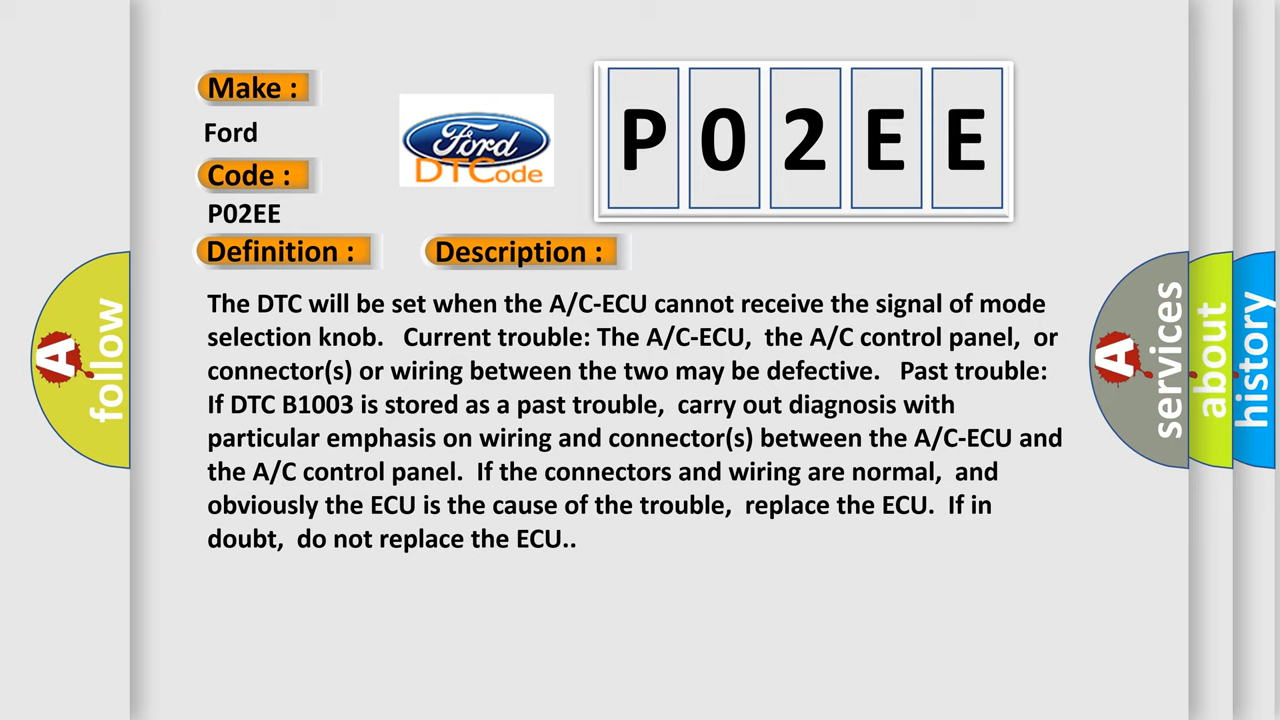 Make :
Ford
Code :
P02EE
Ford
DTCode
P02EE
Definition :
Description :
The DTC will be set when the A/C-ECU cannot receive the signal of mode
selection knob.  Current trouble: The A/C-ECU, the A/C control panel, or
connector(s) or wiring between the two may be defective.  Past trouble:
If DTC B1003 is stored as a past trouble, carry out diagnosis with
particular emphasis on wiring and connector(s) between the A/C-ECU and
the A/C control panel. If the connectors and wiring are normal, and
obviously the ECU is the cause of the trouble, replace the ECU. If in
doubt, do not replace the ECU..
A follow
A services
about
history